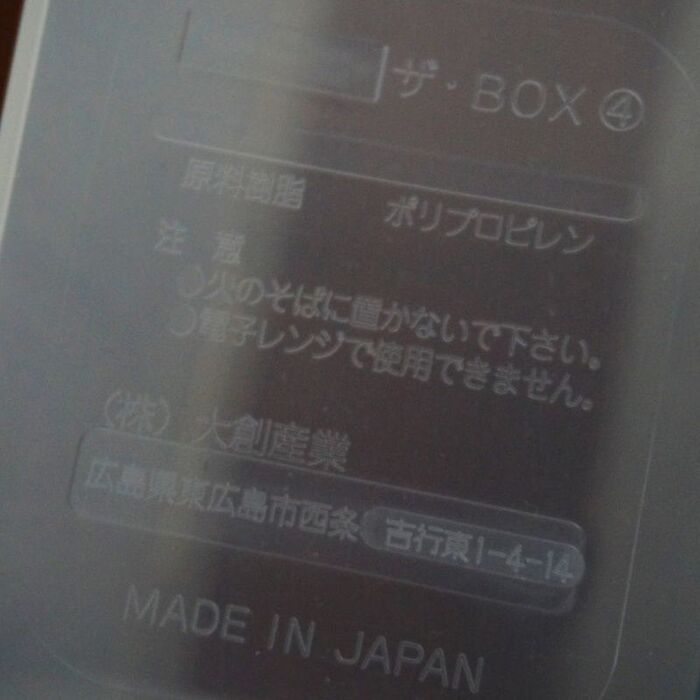 ザ・BOX④
原料樹脂 ポリプロピレン
注意
○火のそばに置かないで下さい。
○電子レンジで使用できません。
(株) 大創産業
広島県東広島市西条吉行東1-4-14
MADE IN JAPAN